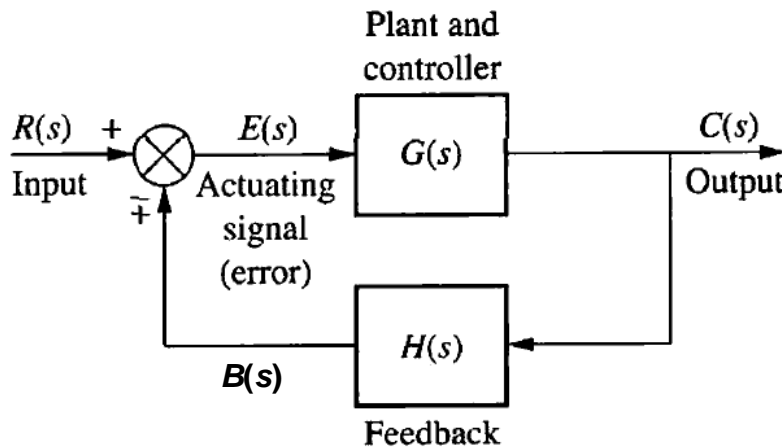 Plant and
controller
R(s) +
E(s)
G(s)
C(s)
Input
∓
Actuating
signal
(error)
Output
H(s)
B(s)
Feedback